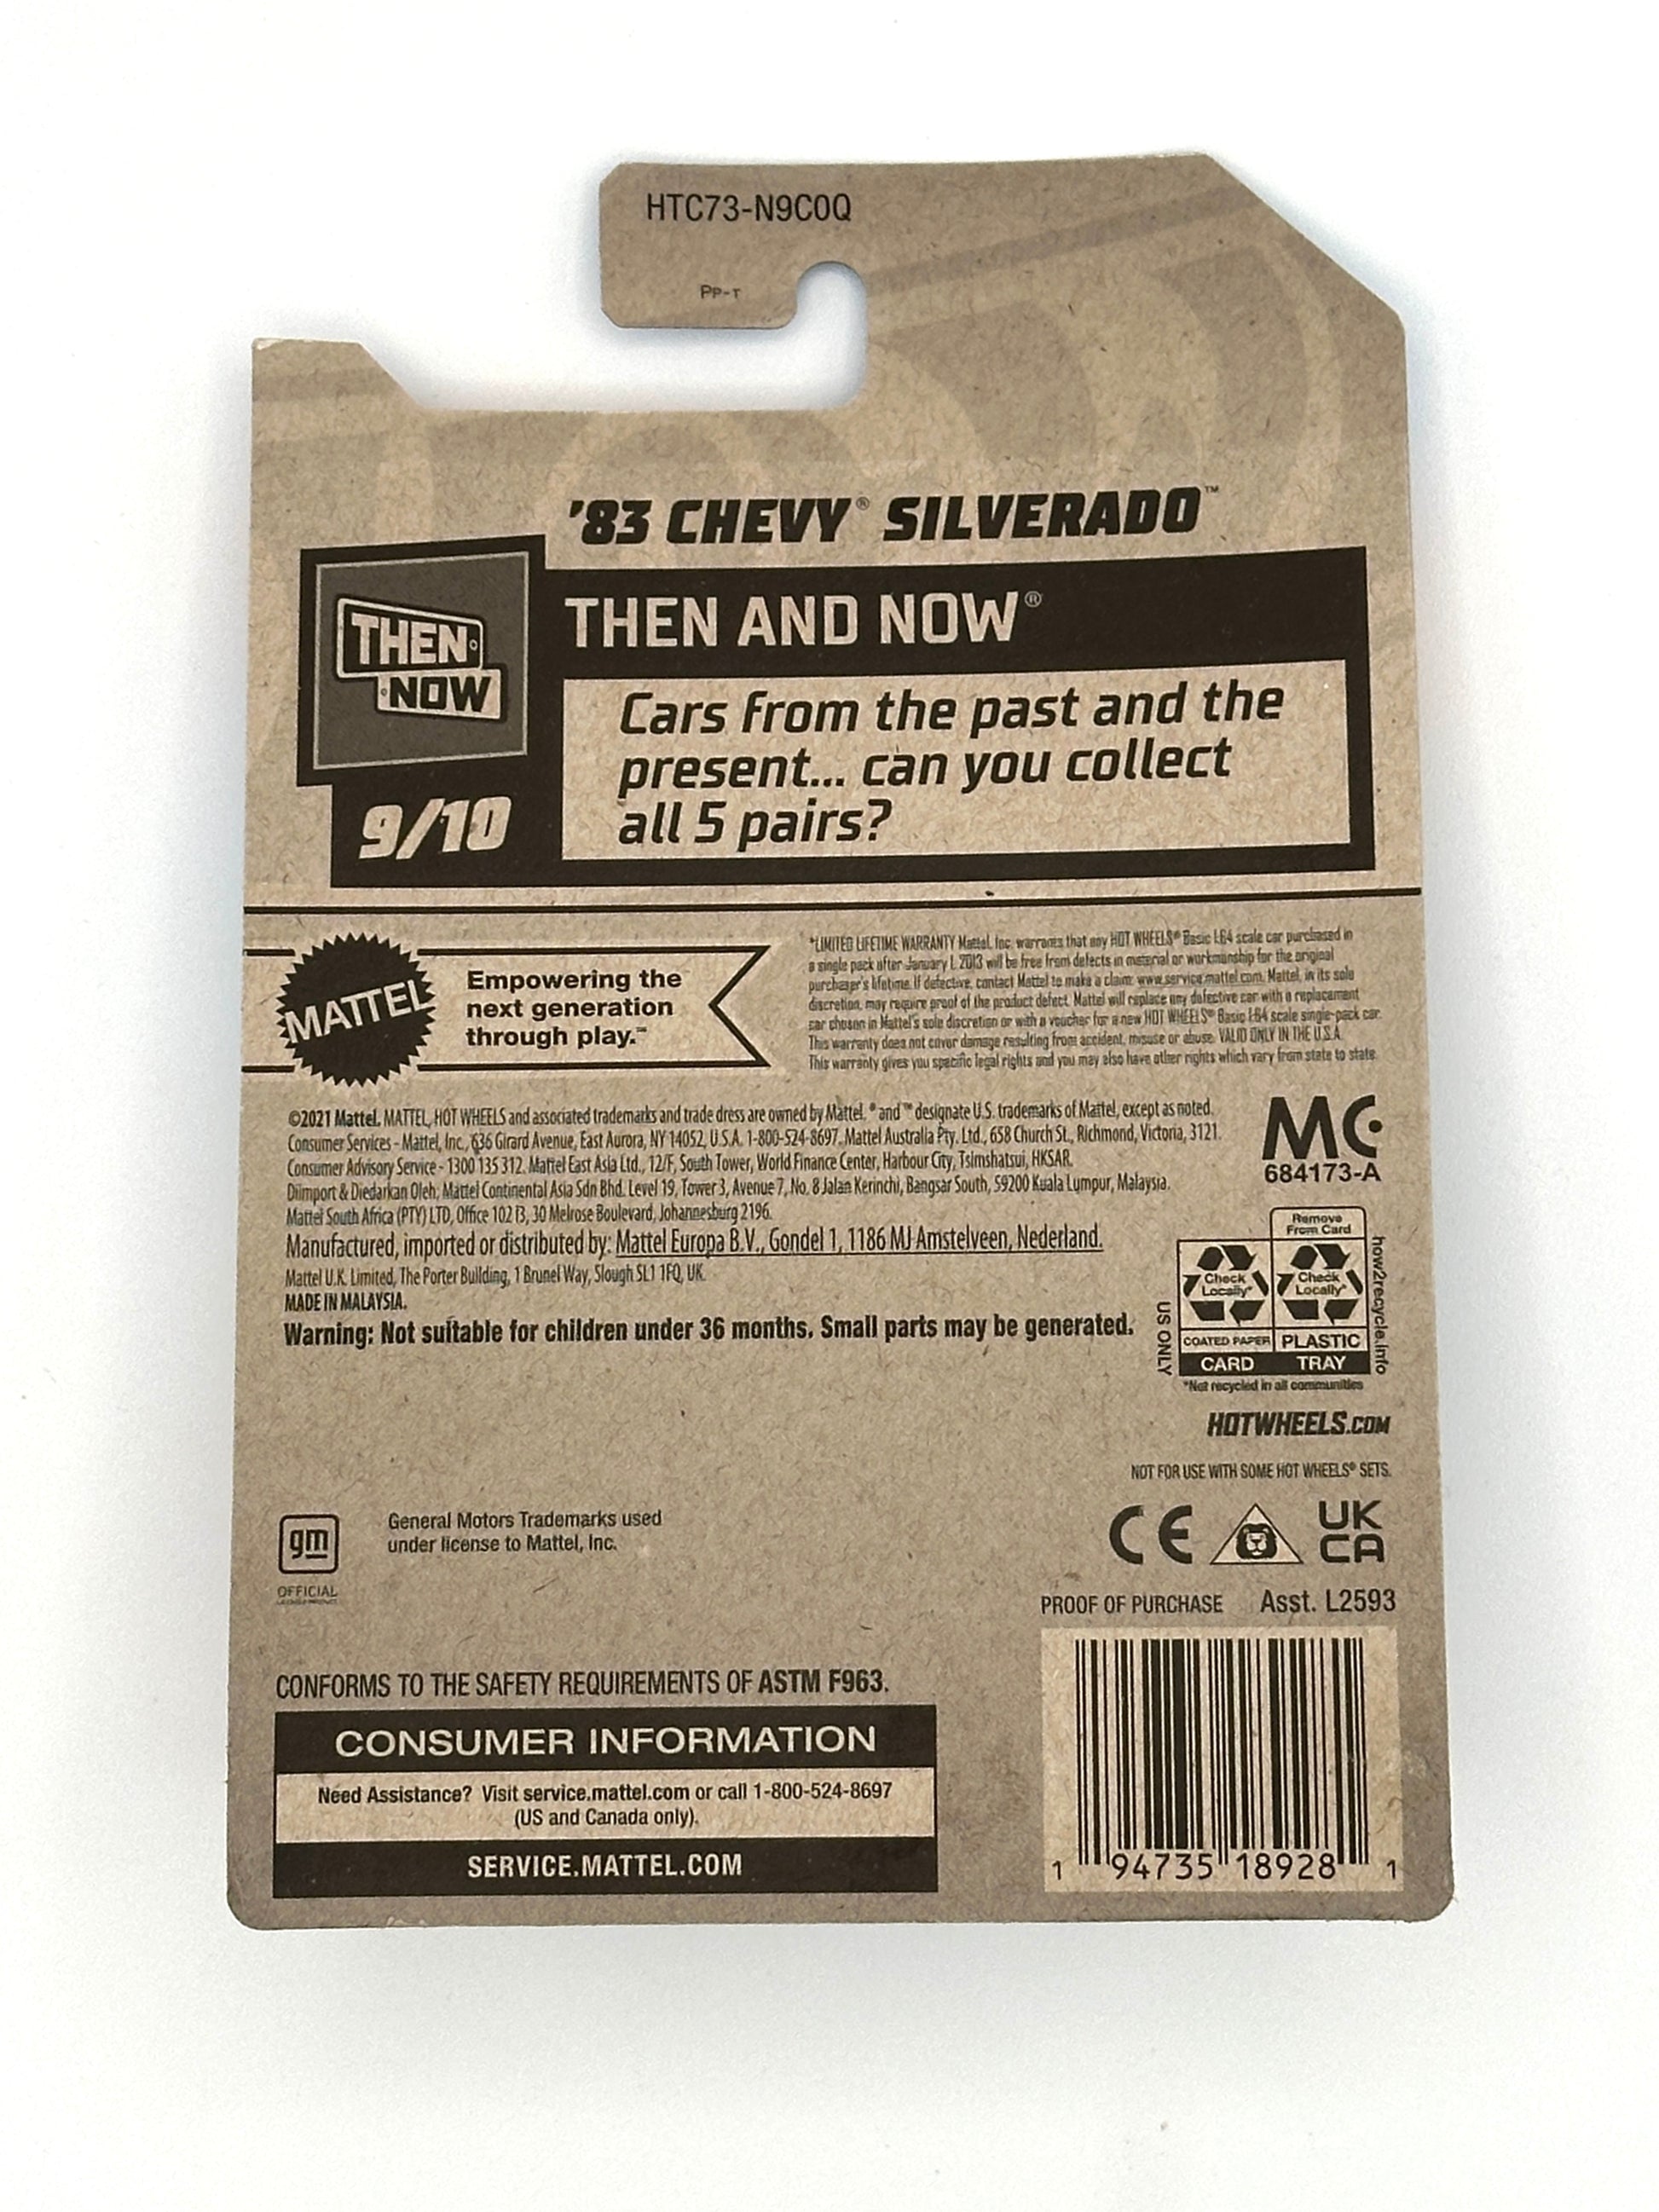 HTC73-N9C0Q
PP-T
'83 CHEVY® SILVERADO™
THEN AND NOW®
THEN
NOW
9/10
Cars from the past and the
present... can you collect
all 5 pairs?
MATTEL
Empowering the
next generation
through play.™
*LIMITED LIFETIME WARRANTY Mattel, Inc. warrants that any HOT WHEELS® Basic 1:64 scale car purchased in
a single pack after January 1, 2013 will be free from defects in material or workmanship for the original
purchaser's lifetime. If defective, contact Mattel to make a claim: www.service.mattel.com. Mattel, in its sole
discretion, may require proof of the product defect. Mattel will replace any defective car with a replacement
car chosen in Mattel's sole discretion or with a voucher for a new HOT WHEELS® Basic 1:64 scale single-pack car.
This warranty does not cover damage resulting from accident, misuse or abuse. VALID ONLY IN THE U.S.A.
This warranty gives you specific legal rights and you may also have other rights which vary from state to state.
©2021 Mattel. MATTEL, HOT WHEELS and associated trademarks and trade dress are owned by Mattel. ® and ™ designate U.S. trademarks of Mattel, except as noted.
Consumer Services - Mattel, Inc., 636 Girard Avenue, East Aurora, NY 14052, U.S.A. 1-800-524-8697. Mattel Australia Pty. Ltd., 658 Church St., Richmond, Victoria, 3121.
Consumer Advisory Service - 1300 135 312. Mattel East Asia Ltd., 12/F, South Tower, World Finance Center, Harbour City, Tsimshatsui, HKSAR.
Diimport & Diedarkan Oleh: Mattel Continental Asia Sdn Bhd. Level 19, Tower 3, Avenue 7, No. 8 Jalan Kerinchi, Bangsar South, 59200 Kuala Lumpur, Malaysia.
Mattel South Africa (PTY) LTD, Office 102 I3, 30 Melrose Boulevard, Johannesburg 2196.
Manufactured, imported or distributed by: Mattel Europa B.V., Gondel 1, 1186 MJ Amstelveen, Nederland.
Mattel U.K. Limited, The Porter Building, 1 Brunel Way, Slough SL1 1FQ, UK.
MADE IN MALAYSIA.
Warning: Not suitable for children under 36 months. Small parts may be generated.
MC
684173-A
Remove
From Card
Check
Locally*
Check
Locally*
COATED PAPER
PLASTIC
CARD
TRAY
US ONLY
how2recycle.info
*Not recycled in all communities
HOTWHEELS.COM
NOT FOR USE WITH SOME HOT WHEELS® SETS.
CE
UK
CA
gm
OFFICIAL
LICENSED PRODUCT
General Motors Trademarks used
under license to Mattel, Inc.
PROOF OF PURCHASE Asst. L2593
CONFORMS TO THE SAFETY REQUIREMENTS OF ASTM F963.
CONSUMER INFORMATION
Need Assistance? Visit service.mattel.com or call 1-800-524-8697
(US and Canada only).
SERVICE.MATTEL.COM
1 94735 18928 1